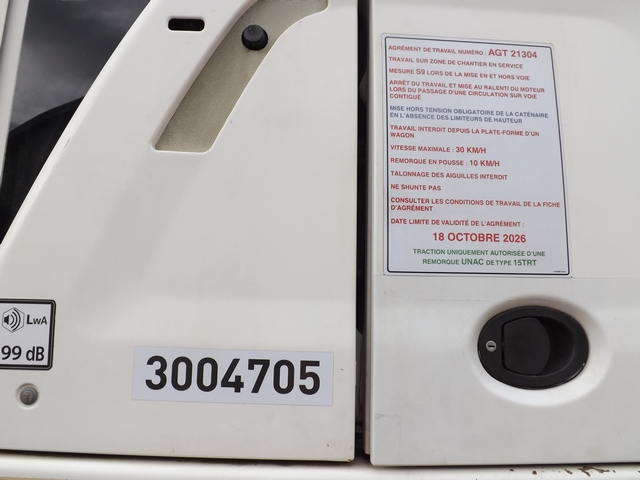 AGRÉMENT DE TRAVAIL NUMÉRO : AGT 21304
TRAVAIL SUR ZONE DE CHANTIER EN SERVICE
MESURE S9 LORS DE LA MISE EN ET HORS VOIE
ARRÊT DU TRAVAIL ET MISE AU RALENTI DU MOTEUR
LORS DU PASSAGE D'UNE CIRCULATION SUR VOIE
CONTIGUË
MISE HORS TENSION OBLIGATOIRE DE LA CATÉNAIRE
EN L'ABSENCE DES LIMITEURS DE HAUTEUR
TRAVAIL INTERDIT DEPUIS LA PLATE-FORME D'UN
WAGON
VITESSE MAXIMALE : 30 KM/H
REMORQUE EN POUSSE : 10 KM/H
TALONNAGE DES AIGUILLES INTERDIT
NE SHUNTE PAS
CONSULTER LES CONDITIONS DE TRAVAIL DE LA FICHE
D'AGRÉMENT
DATE LIMITE DE VALIDITÉ DE L'AGRÉMENT :
18 OCTOBRE 2026
TRACTION UNIQUEMENT AUTORISÉE D'UNE
REMORQUE UNAC DE TYPE 15TRT
LWA
99 dB
3004705